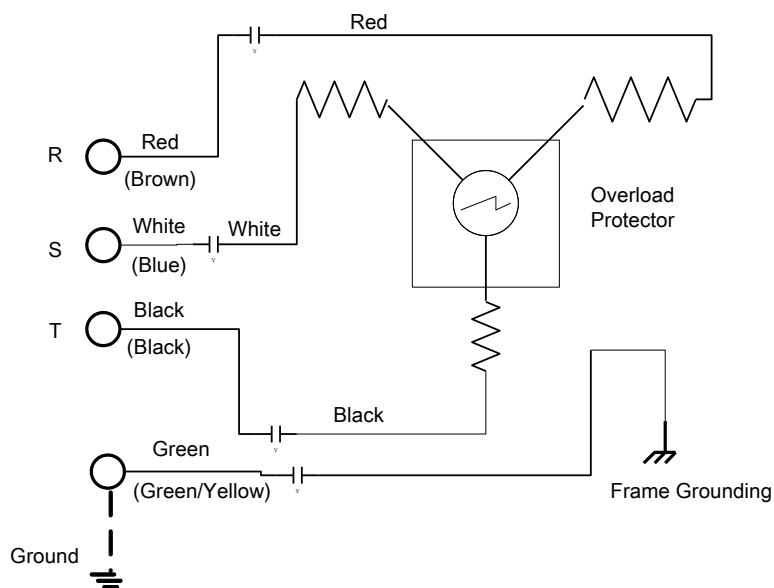 Red
R
Red
(Brown)
Overload
Protector
S
White
White
(Blue)
T
Black
(Black)
Black
Green
(Green/Yellow)
Frame Grounding
Ground
v
v
v
v